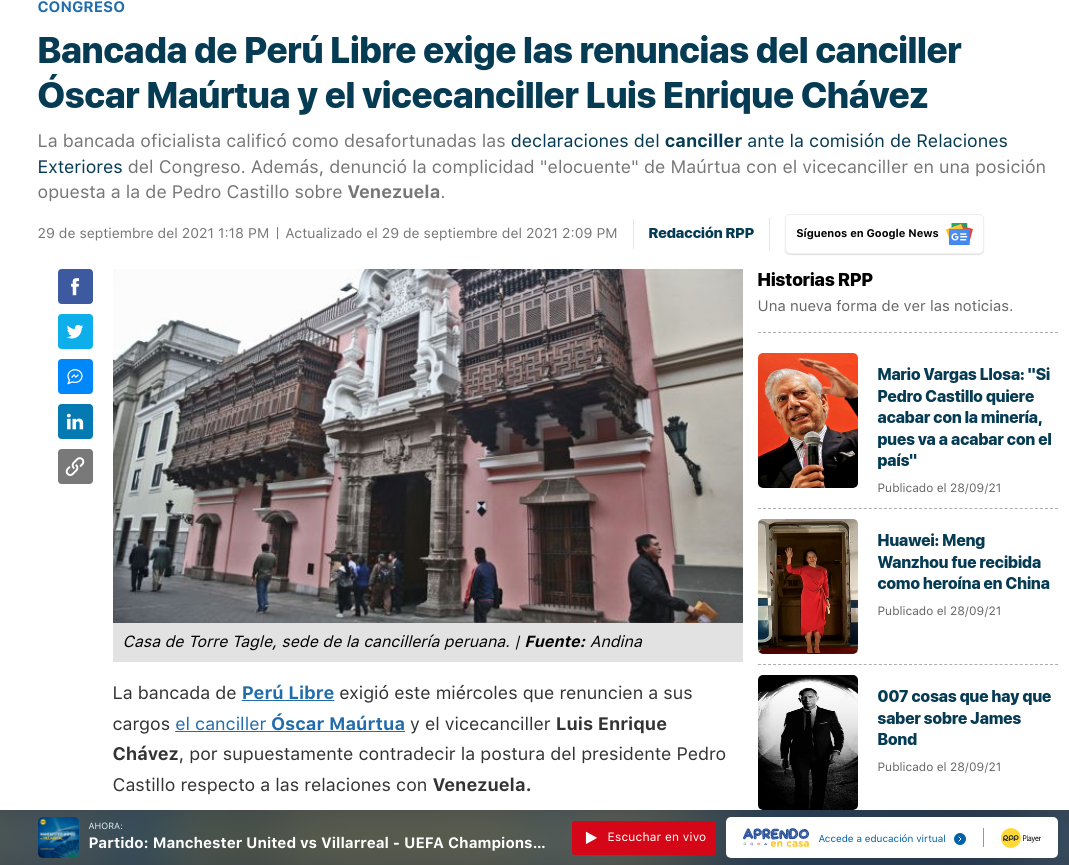 CONGRESO
Bancada de Perú Libre exige las renuncias del canciller
Óscar Maúrtua y el vicecanciller Luis Enrique Chávez
La bancada oficialista calificó como desafortunadas las declaraciones del canciller ante la comisión de Relaciones
Exteriores del Congreso. Además, denunció la complicidad "elocuente" de Maúrtua con el vicecanciller en una posición
opuesta a la de Pedro Castillo sobre Venezuela.
29 de septiembre del 2021 1:18 PM | Actualizado el 29 de septiembre del 2021 2:09 PM
Redacción RPP
Síguenos en Google News
GE
f
in
Casa de Torre Tagle, sede de la cancillería peruana. | Fuente: Andina
La bancada de Perú Libre exigió este miércoles que renuncien a sus
cargos el canciller Óscar Maúrtua y el vicecanciller Luis Enrique
Chávez, por supuestamente contradecir la postura del presidente Pedro
Castillo respecto a las relaciones con Venezuela.
Historias RPP
Una nueva forma de ver las noticias.
Mario Vargas Llosa: "Si
Pedro Castillo quiere
acabar con la minería,
pues va a acabar con el
país"
Publicado el 28/09/21
Huawei: Meng
Wanzhou fue recibida
como heroína en China
Publicado el 28/09/21
007 cosas que hay que
saber sobre James
Bond
Publicado el 28/09/21
AHORA:
Partido: Manchester United vs Villarreal - UEFA Champions...
Escuchar en vivo
APRENDO
en casa
Accede a educación virtual
RPP Player